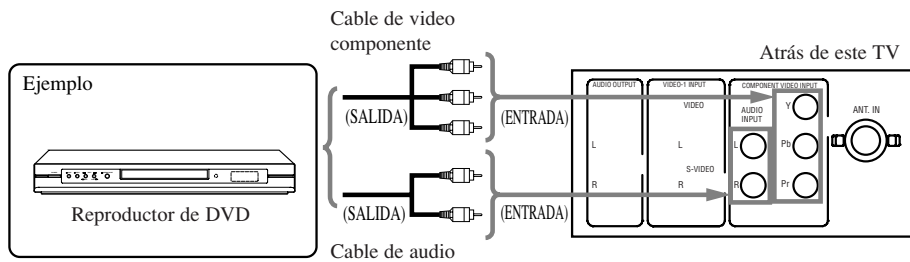 Cable de video
componente
Atrás de este TV
Ejemplo
Reproductor de DVD
(SALIDA)
(ENTRADA)
(SALIDA)
(ENTRADA)
Cable de audio
AUDIO OUTPUT
L
R
VIDEO-1 INPUT
VIDEO
L
S-VIDEO
R
COMPONENT VIDEO INPUT
AUDIO
INPUT
L
R
Y
Pb
Pr
ANT. IN